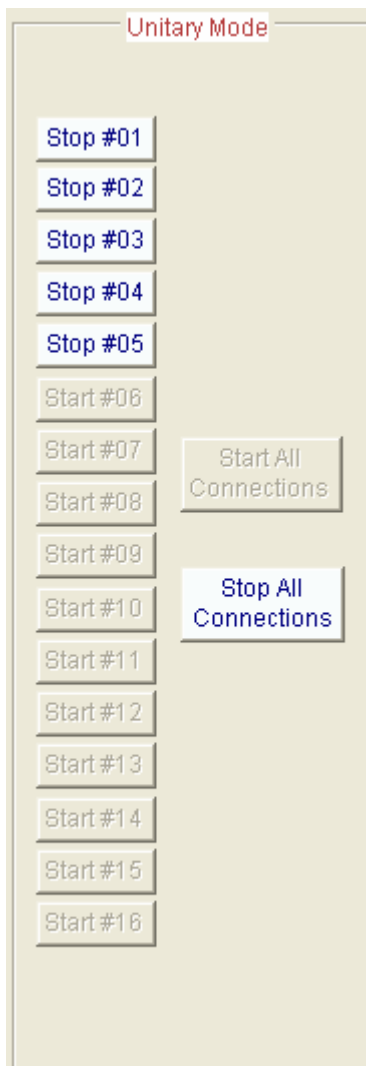 Unitary Mode
Stop #01
Stop #02
Stop #03
Stop #04
Stop #05
Start #06
Start #07
Start #08
Start #09
Start #10
Start #11
Start #12
Start #13
Start #14
Start #15
Start #16
Start All
Connections
Stop All
Connections